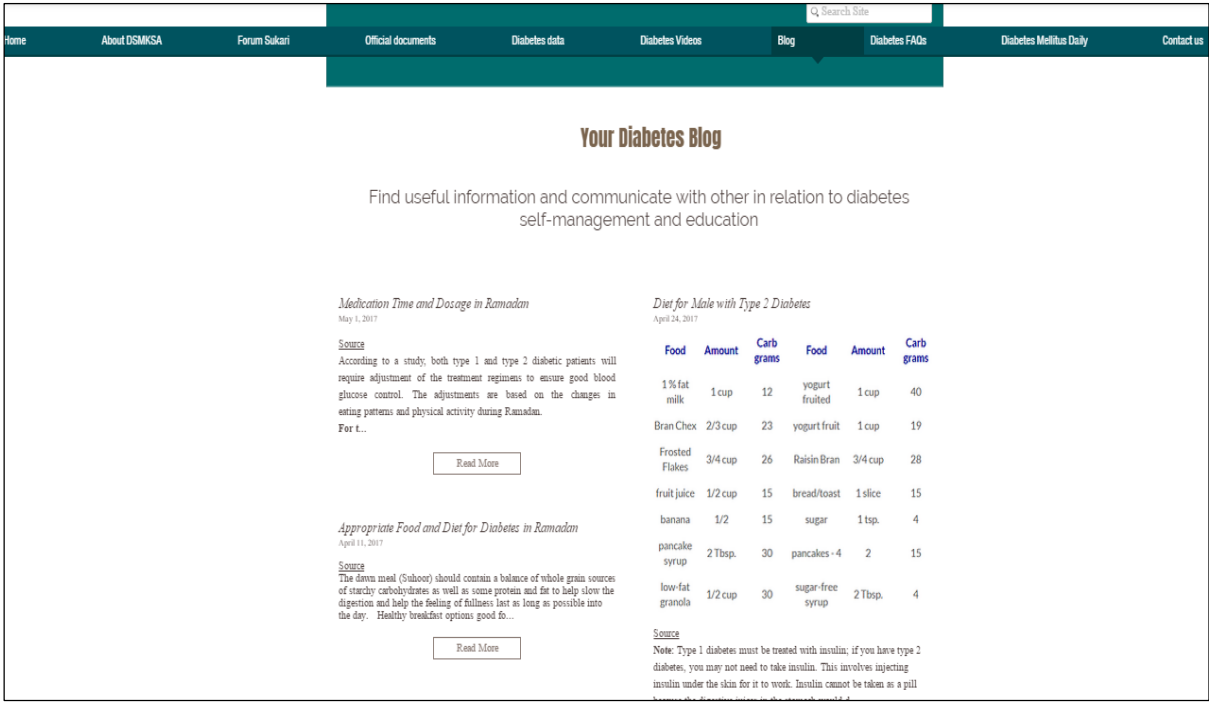 Search Site
Home About DSMKSA Forum Sukari Official documents Diabetes data Diabetes Videos Blog Diabetes FAQs Diabetes Mellitus Daily Contact us
Your Diabetes Blog
Find useful information and communicate with other in relation to diabetes
self-management and education
Medication Time and Dosage in Ramadan
May 1, 2017
Source
According to a study, both type 1 and type 2 diabetic patients will
require adjustment of the treatment regimens to ensure good blood
glucose control. The adjustments are based on the changes in
eating patterns and physical activity during Ramadan.
For t...
Read More
Appropriate Food and Diet for Diabetes in Ramadan
April 11, 2017
Source
The dawn meal (Suhoor) should contain a balance of whole grain sources
of starchy carbohydrates as well as some protein and fat to help slow the
digestion and help the feeling of fullness last as long as possible into
the day. Healthy breakfast options good fo...
Read More
Diet for Male with Type 2 Diabetes
April 24, 2017
Food Amount Carb grams Food Amount Carb grams
1% fat milk 1 cup 12 yogurt fruited 1 cup 40
Bran Chex 2/3 cup 23 yogurt fruit 1 cup 19
Frosted Flakes 3/4 cup 26 Raisin Bran 3/4 cup 28
fruit juice 1/2 cup 15 bread/toast 1 slice 15
banana 1/2 15 sugar 1 tsp. 4
pancake syrup 2 Tbsp. 30 pancakes - 4 2 15
low-fat granola 1/2 cup 30 sugar-free syrup 2 Tbsp. 4
Source
Note: Type 1 diabetes must be treated with insulin; if you have type 2
diabetes, you may not need to take insulin. This involves injecting
insulin under the skin for it to work. Insulin cannot be taken as a pill